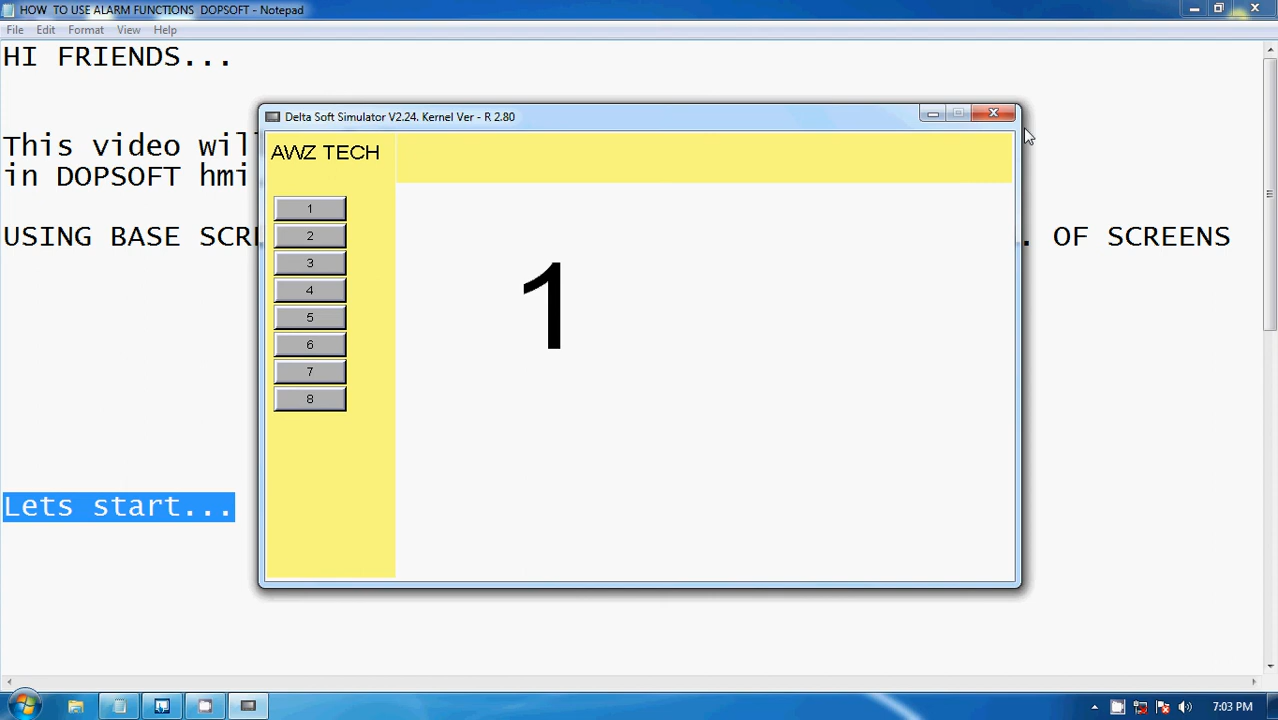 HOW TO USE ALARM FUNCTIONS DOPSOFT - Notepad
File Edit Format View Help
HI FRIENDS...
Delta Soft Simulator V2.24. Kernel Ver - R 2.80
This video
in DOPSOFT hmi
USING BASE
. OF SCREENS
AWZ TECH
1
2
3
4
5
6
7
8
1
Lets start...
7:03 PM